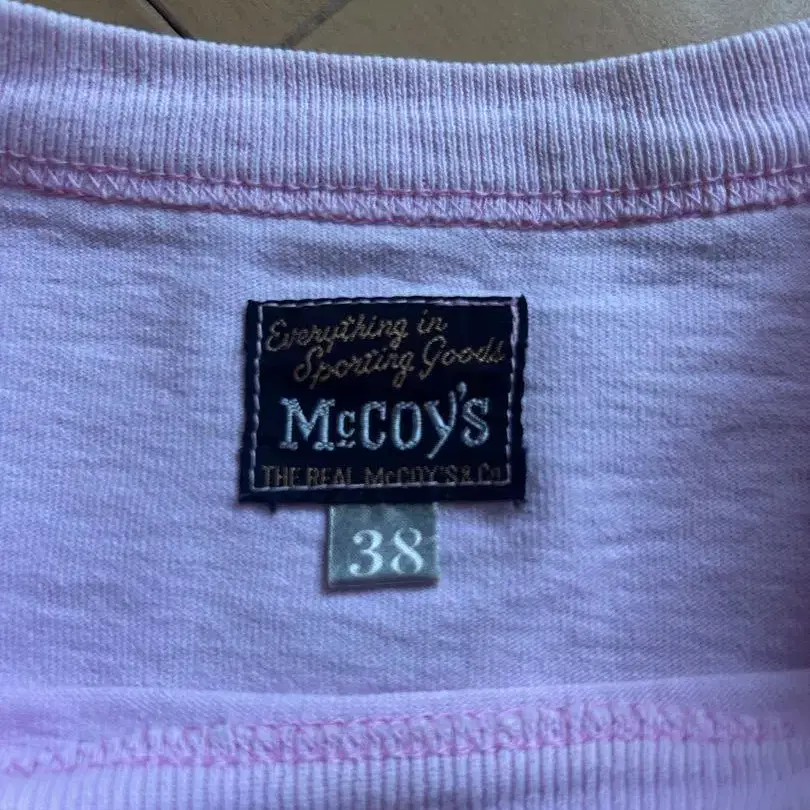 Everything in
Sporting Goods
McCOY'S
THE REAL McCOY'S & Co.
38